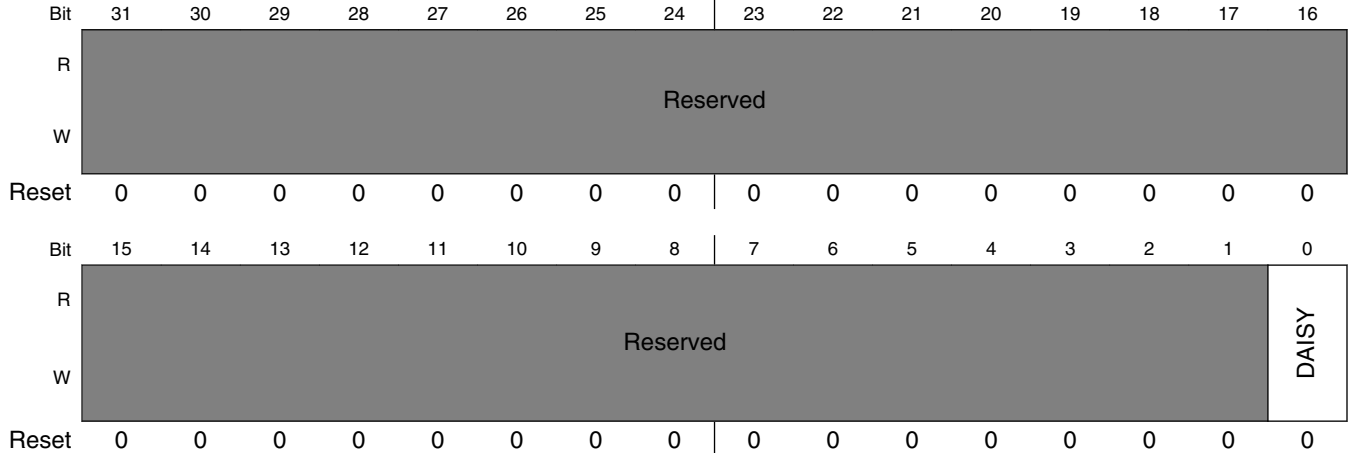 Bit 31 30 29 28 27 26 25 24 23 22 21 20 19 18 17 16
R
Reserved
W
Reset 0 0 0 0 0 0 0 0 0 0 0 0 0 0 0 0
Bit 15 14 13 12 11 10 9 8 7 6 5 4 3 2 1 0
R
Reserved
DAISY
W
Reset 0 0 0 0 0 0 0 0 0 0 0 0 0 0 0 0